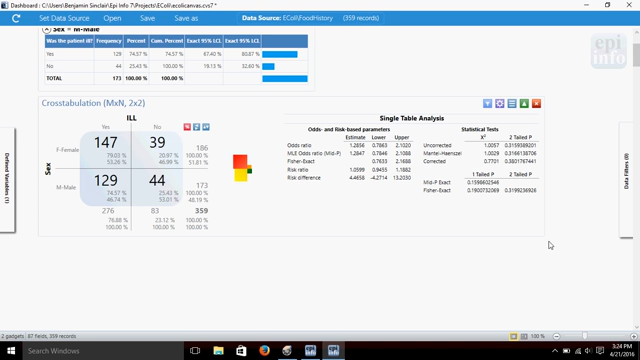 Dashboard : C:\Users\Benjamin Sinclair\Epi Info 7\Projects\EColi\ecolicanvas.cvs7*
Set Data Source
Open
Save
Save as
Data Source: EColi\FoodHistory (359 records)
Sex = M-Male
Was the patient ill? Frequency Percent Cum. Percent Exact 95% LCL Exact 95% UCL
Yes 129 74.57 % 74.57 % 67.40 % 80.87 %
No 44 25.43 % 100.00 % 19.13 % 32.60 %
TOTAL 173 100.00 % 100.00 %
epi
info
Crosstabulation (MxN, 2x2)
ILL
Yes No
Sex
F-Female 147 39 186
79.03 % 20.97 % 100.00 %
53.26 % 46.99 % 51.81 %
M-Male 129 44 173
74.57 % 25.43 % 100.00 %
46.74 % 53.01 % 48.19 %
276 83 359
76.88 % 23.12 % 100.00 %
100.00 % 100.00 % 100.00 %
Single Table Analysis
Odds- and Risk-based parameters
Estimate Lower Upper
Odds ratio 1.2856 0.7863 2.1020
MLE Odds ratio (Mid-P) 1.2847 0.7846 2.1088
Fisher-Exact 0.7633 2.1688
Risk ratio 1.0599 0.9455 1.1882
Risk difference 4.4658 -4.2714 13.2030
Statistical Tests
X² 2 Tailed P
Uncorrected 1.0057 0.3159389201
Mantel-Haenszel 1.0029 0.3166138706
Corrected 0.7701 0.3801767441
1 Tailed P 2 Tailed P
Mid-P Exact 0.1598602546
Fisher-Exact 0.1900732069 0.3199236926
Defined Variables (1)
Data Filters (0)
2 gadgets 87 fields, 359 records
100 %
Search Windows
3:24 PM
4/21/2016